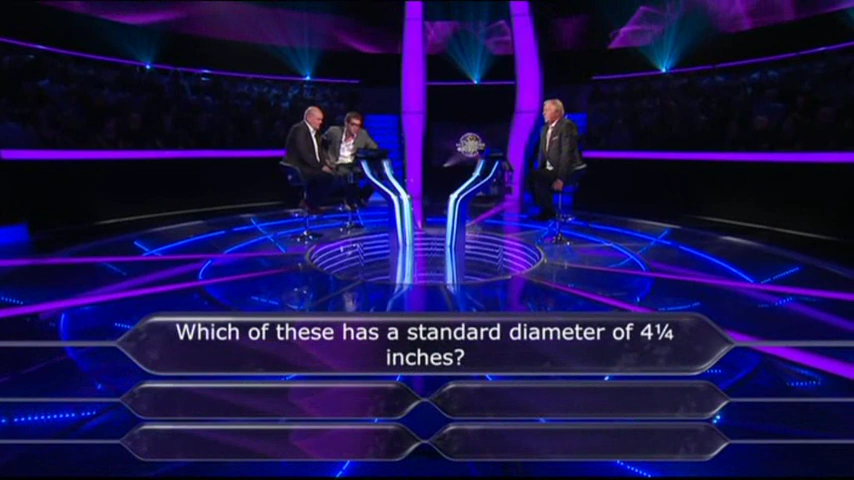 Which of these has a standard diameter of 4¼
inches?